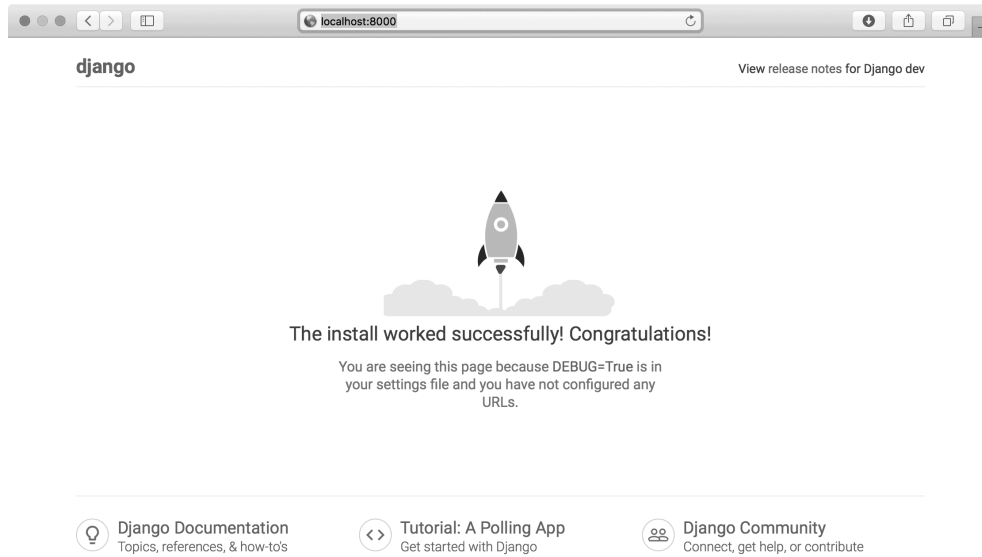 localhost:8000
django
View release notes for Django dev
The install worked successfully! Congratulations!
You are seeing this page because DEBUG=True is in
your settings file and you have not configured any
URLs.
Django Documentation
Topics, references, & how-to's
Tutorial: A Polling App
Get started with Django
Django Community
Connect, get help, or contribute